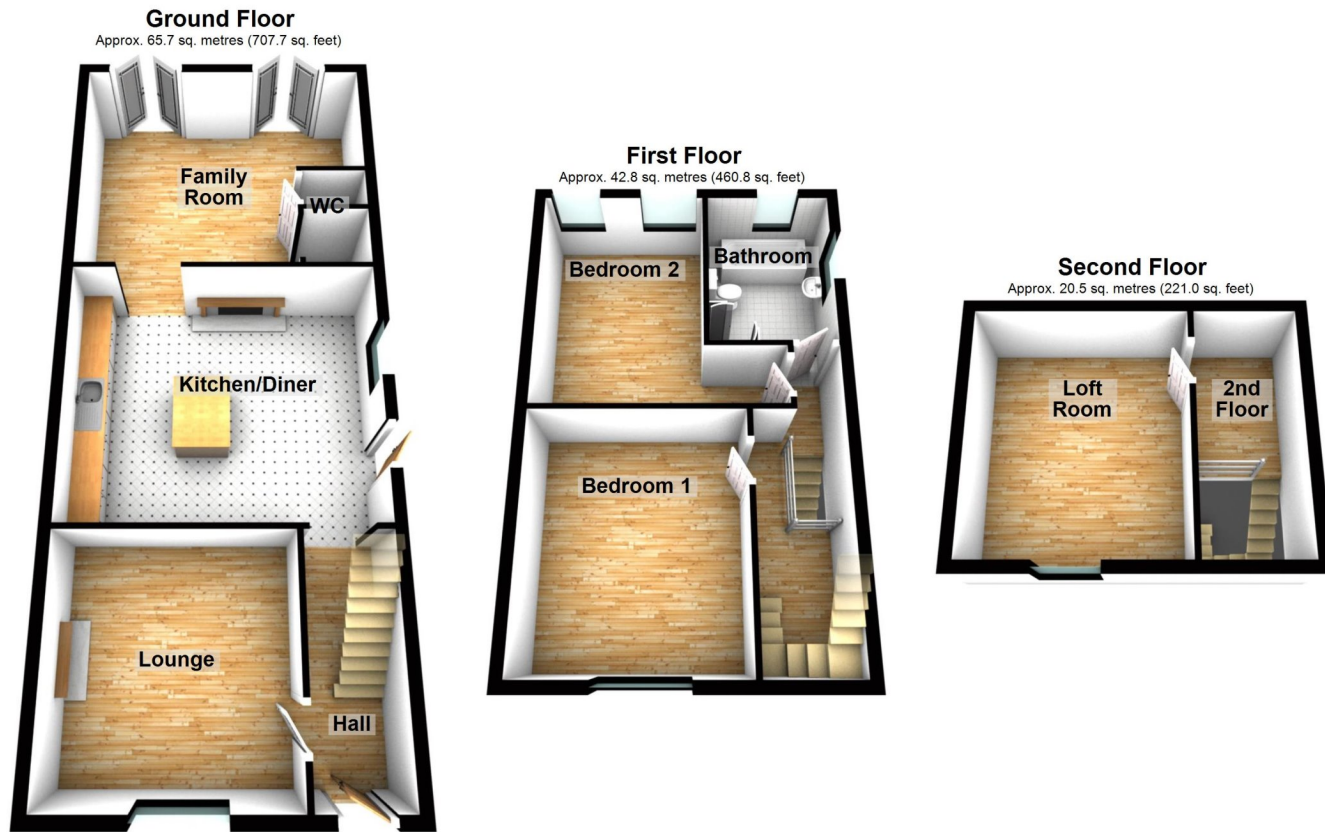 Ground Floor
Approx. 65.7 sq. metres (707.7 sq. feet)
Family
Room
WC
Kitchen/Diner
Lounge
Hall
First Floor
Approx. 42.8 sq. metres (460.8 sq. feet)
Bedroom 2
Bathroom
Bedroom 1
Second Floor
Approx. 20.5 sq. metres (221.0 sq. feet)
Loft
Room
2nd
Floor